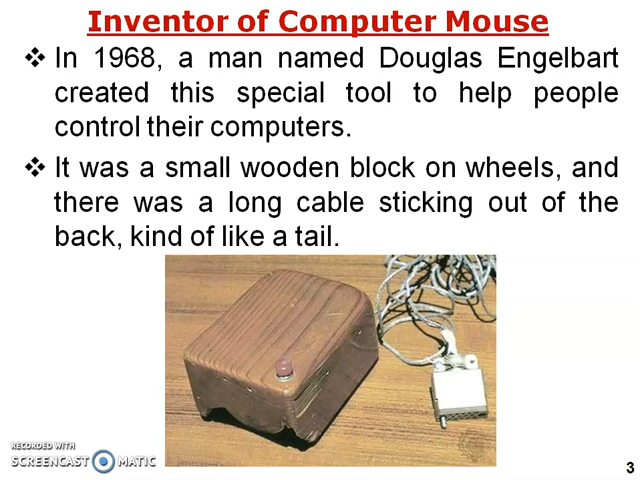 Inventor of Computer Mouse
❖ In 1968, a man named Douglas Engelbart
created this special tool to help people
control their computers.
❖ It was a small wooden block on wheels, and
there was a long cable sticking out of the
back, kind of like a tail.
RECORDED WITH
SCREENCAST MATIC
3